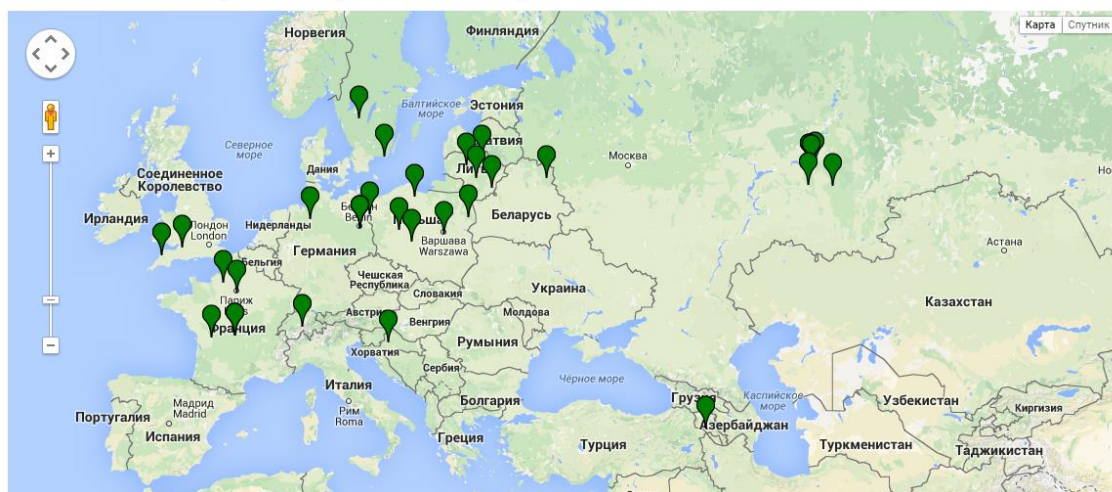 Карта Спутник
Норвегия
Финляндия
Балтийское
море
Эстония
Северное
море
Дания
Москва
Соединенное
Королевство
Ирландия
Лондон
London
Нидерланды
Berlin
Беларусь
Варшава
Warszawa
Германия
Бельгия
Чешская
Республика
Словакия
Украина
Астана
Париж
Франция
Австрия
Венгрия
Молдова
Казахстан
Хорватия
Румыния
Сербия
Италия
Рим
Roma
Болгария
Чёрное море
Грузия
Каспийское
море
Азербайджан
Узбекистан
Киргизия
Мадрид
Madrid
Португалия
Испания
Греция
Турция
Туркменистан
Таджикистан